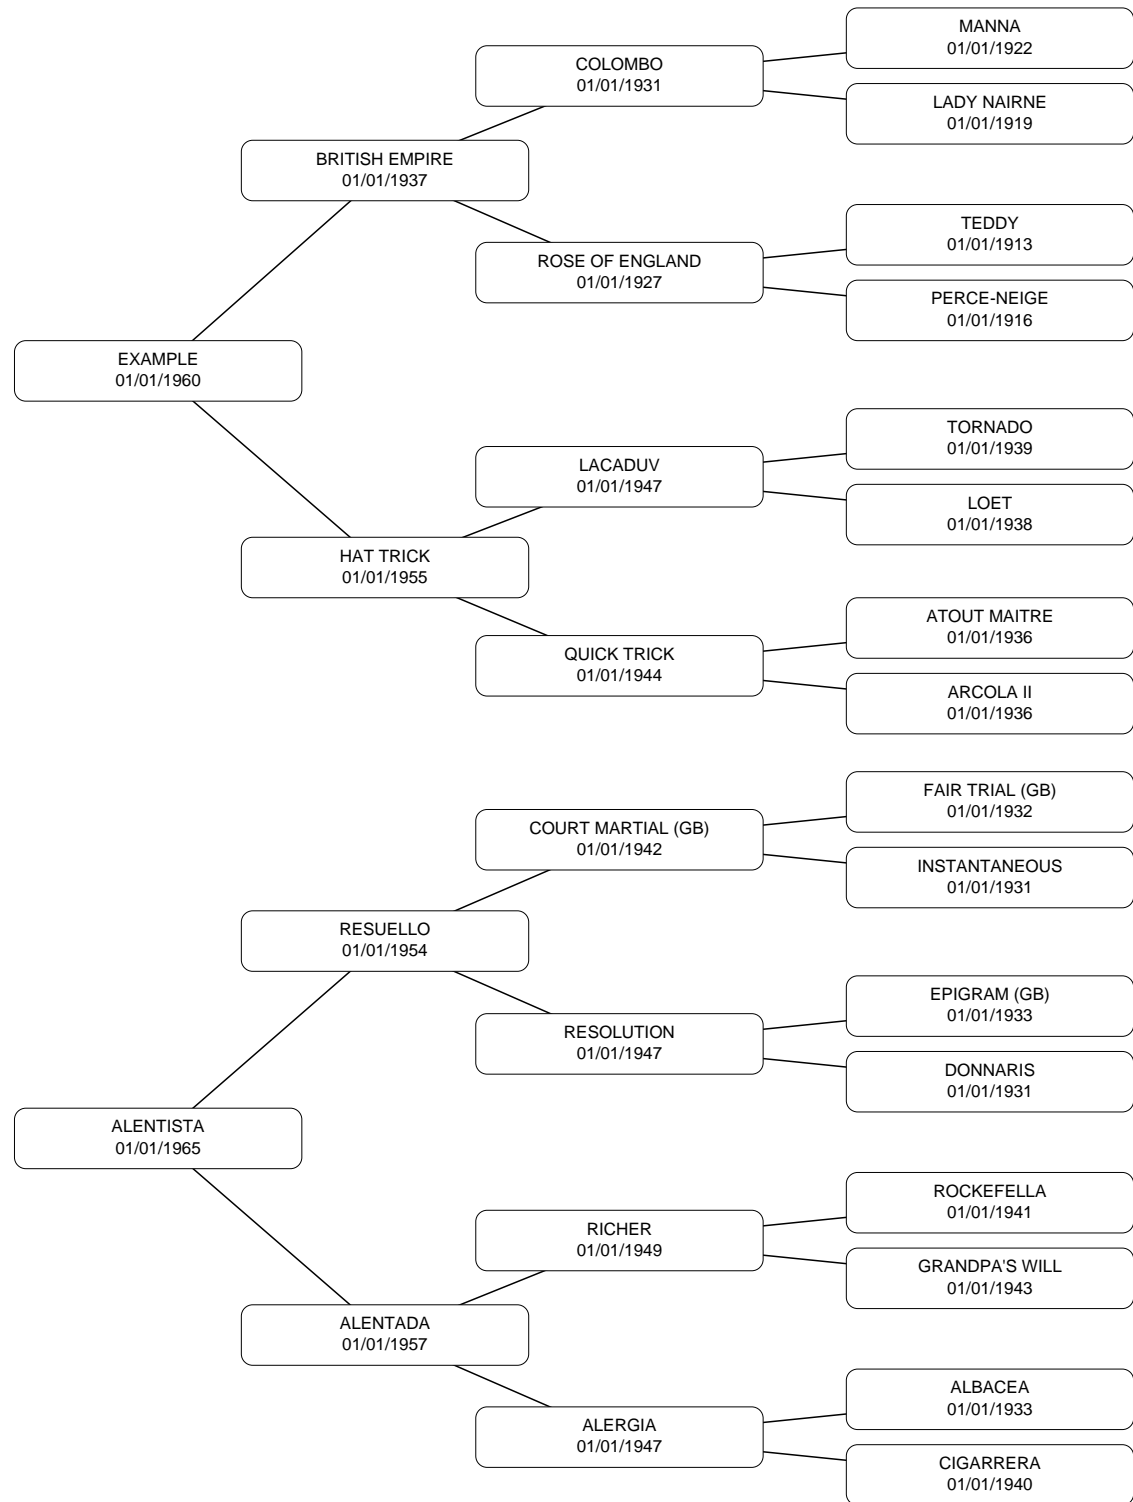 MANNA
01/01/1922
COLOMBO
01/01/1931
LADY NAIRNE
01/01/1919
BRITISH EMPIRE
01/01/1937
TEDDY
01/01/1913
ROSE OF ENGLAND
01/01/1927
PERCE-NEIGE
01/01/1916
EXAMPLE
01/01/1960
TORNADO
01/01/1939
LACADUV
01/01/1947
LOET
01/01/1938
HAT TRICK
01/01/1955
ATOUT MAITRE
01/01/1936
QUICK TRICK
01/01/1944
ARCOLA II
01/01/1936
FAIR TRIAL (GB)
01/01/1932
COURT MARTIAL (GB)
01/01/1942
INSTANTANEOUS
01/01/1931
RESUELLO
01/01/1954
EPIGRAM (GB)
01/01/1933
RESOLUTION
01/01/1947
DONNARIS
01/01/1931
ALENTISTA
01/01/1965
ROCKEFELLA
01/01/1941
RICHER
01/01/1949
GRANDPA'S WILL
01/01/1943
ALENTADA
01/01/1957
ALBACEA
01/01/1933
ALERGIA
01/01/1947
CIGARRERA
01/01/1940